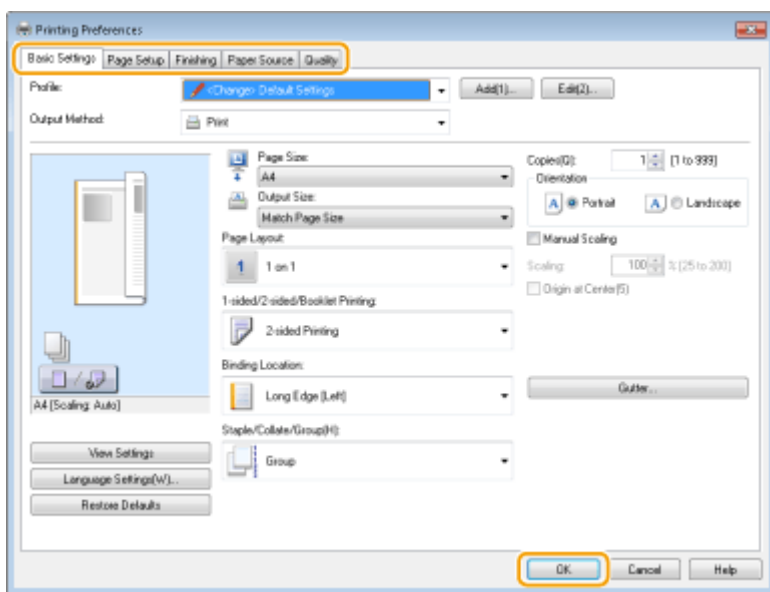 Printing Preferences
Basic Settings Page Setup Finishing Paper Source Quality
Profile: <Change> Default Settings Add(1)... Edit(2)...
Output Method: Print
Page Size:
A4
Output Size:
Match Page Size
Page Layout:
1 1 on 1
1-sided/2-sided/Booklet Printing:
2-sided Printing
Binding Location:
Long Edge [Left]
Staple/Collate/Group(H):
Group
Copies(Q): 1 [1 to 999]
Orientation
A Portrait A Landscape
Manual Scaling
Scaling: 100 % [25 to 200]
Origin at Center(5)
Gutter...
A4 [Scaling: Auto]
View Settings
Language Settings(W)...
Restore Defaults
OK Cancel Help